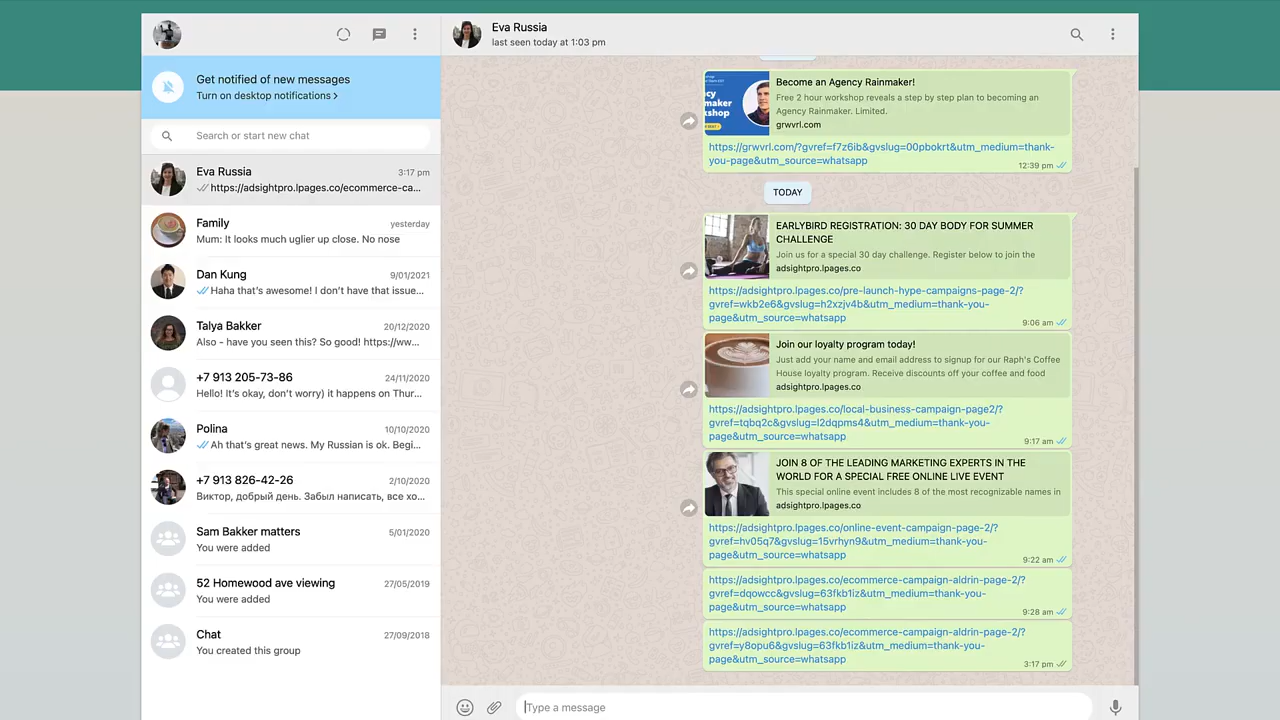 Get notified of new messages
Turn on desktop notifications >
Search or start new chat
Eva Russia
3:17 pm
https://adsightpro.lpages.co/ecommerce-ca...
Family
yesterday
Mum: It looks much uglier up close. No nose
Dan Kung
9/01/2021
Haha that's awesome! I don't have that issue...
Talya Bakker
20/12/2020
Also - have you seen this? So good! https://ww...
+7 913 205-73-86
24/11/2020
Hello! It's okay, don't worry) it happens on Thur...
Polina
10/10/2020
Ah that's great news. My Russian is ok. Begi...
+7 913 826-42-26
2/10/2020
Виктор, добрый день. Забыл написать, все хо...
Sam Bakker matters
5/01/2020
You were added
52 Homewood ave viewing
27/05/2019
You were added
Chat
27/09/2018
You created this group
Eva Russia
last seen today at 1:03 pm
Become an Agency Rainmaker!
Free 2 hour workshop reveals a step by step plan to becoming an
Agency Rainmaker. Limited.
grwvrl.com
https://grwvrl.com/?gvref=f7z6ib&gvslug=00pbokrt&utm_medium=thank-
you-page&utm_source=whatsapp
12:39 pm
TODAY
EARLYBIRD REGISTRATION: 30 DAY BODY FOR SUMMER
CHALLENGE
Join us for a special 30 day challenge. Register below to join the
adsightpro.lpages.co
https://adsightpro.lpages.co/pre-launch-hype-campaigns-page-2/?
gvref=wkb2e6&gvslug=h2xzjv4b&utm_medium=thank-you-
page&utm_source=whatsapp
9:06 am
Join our loyalty program today!
Just add your name and email address to signup for our Raph's Coffee
House loyalty program. Receive discounts off your coffee and food
adsightpro.lpages.co
https://adsightpro.lpages.co/local-business-campaign-page2/?
gvref=tqbq2c&gvslug=l2dqpms4&utm_medium=thank-you-
page&utm_source=whatsapp
9:17 am
JOIN 8 OF THE LEADING MARKETING EXPERTS IN THE
WORLD FOR A SPECIAL FREE ONLINE LIVE EVENT
This special online event includes 8 of the most recognizable names in
adsightpro.lpages.co
https://adsightpro.lpages.co/online-event-campaign-page-2/?
gvref=hv05q7&gvslug=15vrhyn9&utm_medium=thank-you-
page&utm_source=whatsapp
9:22 am
https://adsightpro.lpages.co/ecommerce-campaign-aldrin-page-2/?
gvref=dqowcc&gvslug=63fkb1iz&utm_medium=thank-you-
page&utm_source=whatsapp
9:28 am
https://adsightpro.lpages.co/ecommerce-campaign-aldrin-page-2/?
gvref=y8opu6&gvslug=63fkb1iz&utm_medium=thank-you-
page&utm_source=whatsapp
3:17 pm
Type a message